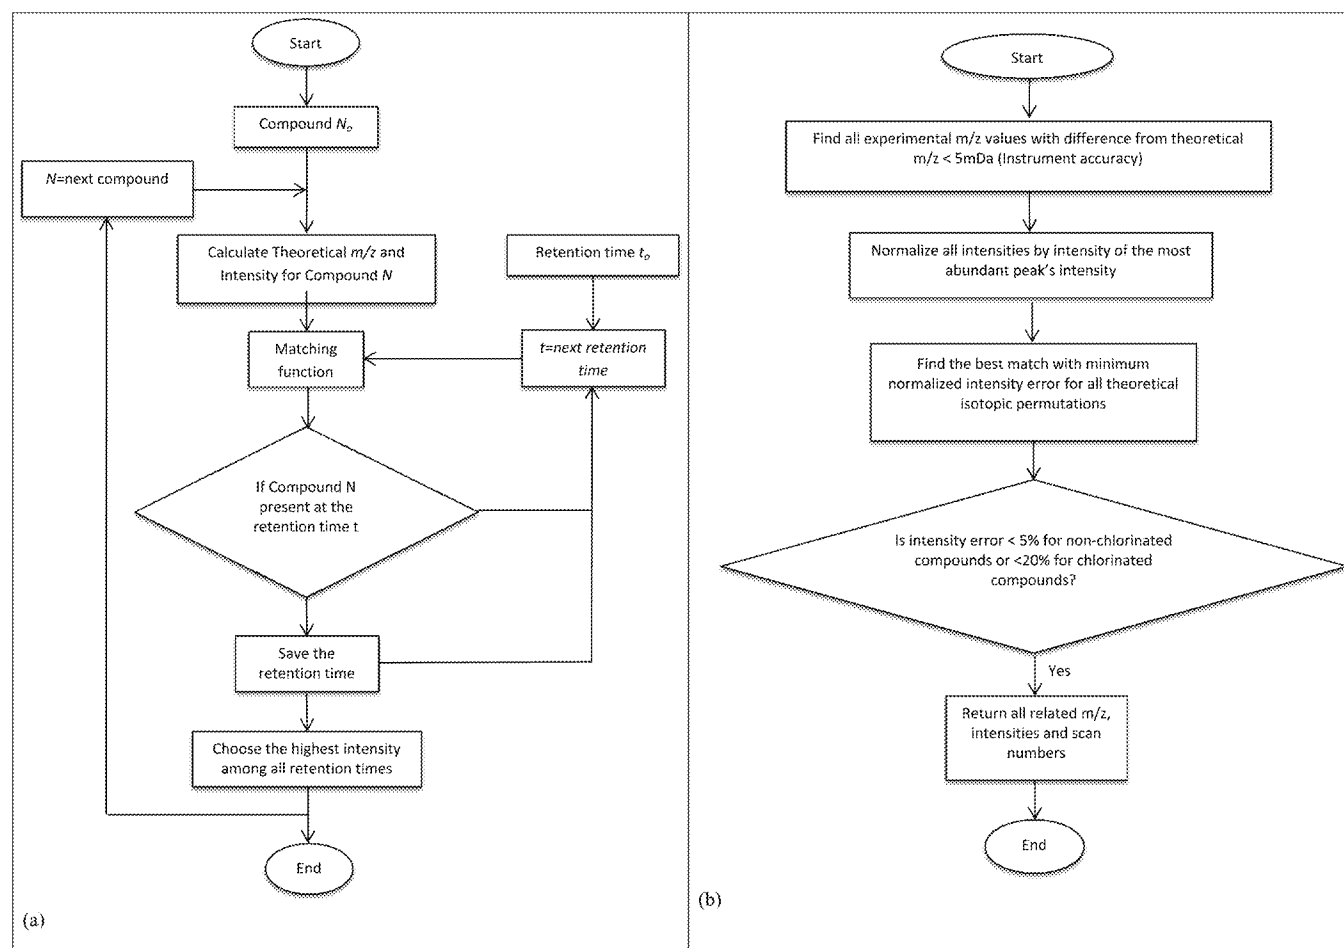 Start
Compound Nₒ
N=next compound
Calculate Theoretical m/z and
Intensity for Compound N
Retention time tₒ
Matching
function
t=next retention
time
If Compound N
present at the
retention time t
Save the
retention time
Choose the highest intensity
among all retention times
End
(a)
Start
Find all experimental m/z values with difference from theoretical
m/z < 5mDa (Instrument accuracy)
Normalize all intensities by intensity of the most
abundant peak's intensity
Find the best match with minimum
normalized intensity error for all theoretical
isotopic permutations
Is intensity error < 5% for non-chlorinated
compounds or <20% for chlorinated
compounds?
Yes
Return all related m/z,
intensities and scan
numbers
End
(b)